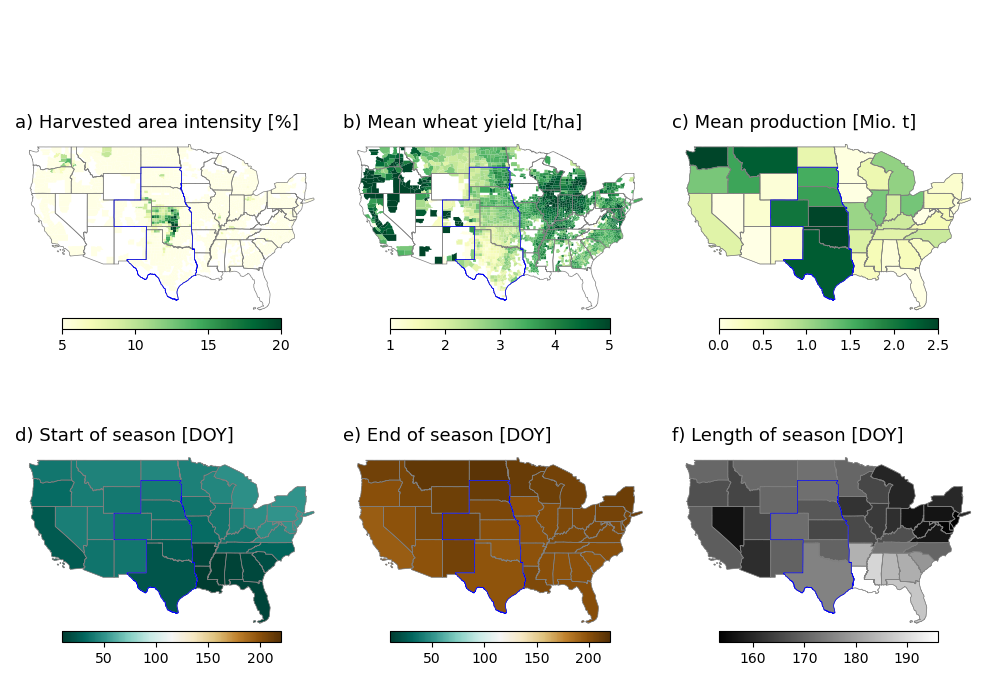 a) Harvested area intensity [%]
b) Mean wheat yield [t/ha]
c) Mean production [Mio. t]
5 10 15 20
1 2 3 4 5
0.0 0.5 1.0 1.5 2.0 2.5
d) Start of season [DOY]
e) End of season [DOY]
f) Length of season [DOY]
50 100 150 200
50 100 150 200
160 170 180 190